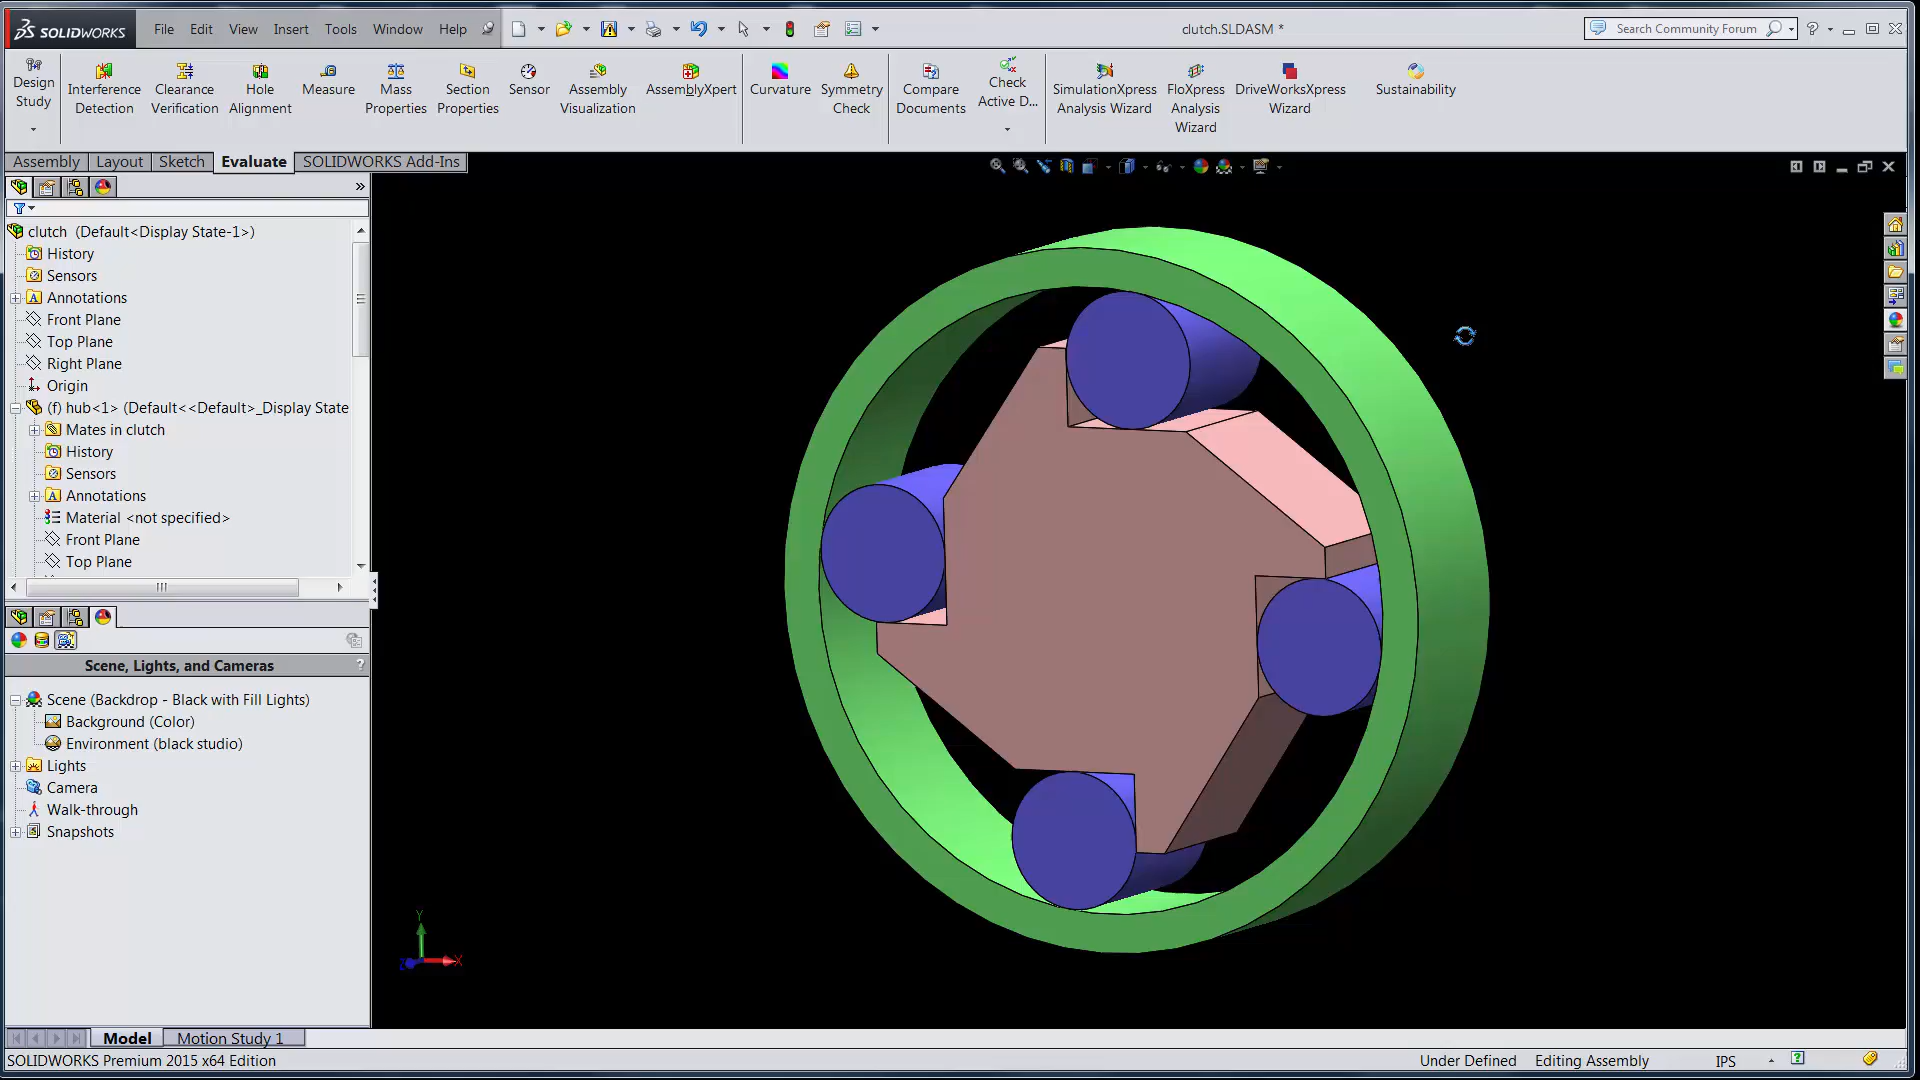 SOLIDWORKS File Edit View Insert Tools Window Help clutch.SLDASM * Search Community Forum
Design Study
Interference Detection
Clearance Verification
Hole Alignment
Measure
Mass Properties
Section Properties
Sensor
Assembly Visualization
AssemblyXpert
Curvature
Symmetry Check
Compare Documents
Check Active D...
SimulationXpress Analysis Wizard
FloXpress Analysis Wizard
DriveWorksXpress Wizard
Sustainability
Assembly Layout Sketch Evaluate SOLIDWORKS Add-Ins
clutch (Default<Display State-1>)
History
Sensors
Annotations
Front Plane
Top Plane
Right Plane
Origin
(f) hub<1> (Default<<Default>_Display State
Mates in clutch
History
Sensors
Annotations
Material <not specified>
Front Plane
Top Plane
Scene, Lights, and Cameras ?
Scene (Backdrop - Black with Fill Lights)
Background (Color)
Environment (black studio)
Lights
Camera
Walk-through
Snapshots
Y
X
Z
Model Motion Study 1
SOLIDWORKS Premium 2015 x64 Edition Under Defined Editing Assembly IPS